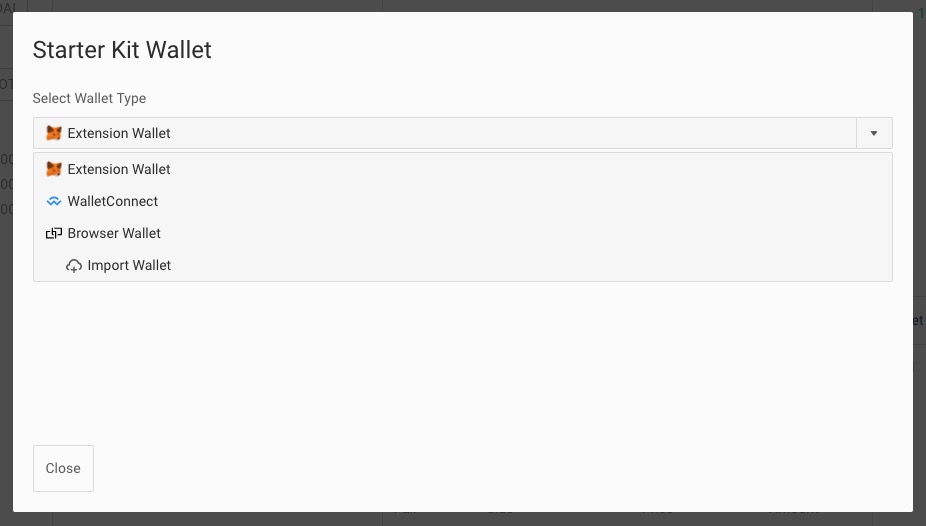 Starter Kit Wallet
Select Wallet Type
Extension Wallet
Extension Wallet
WalletConnect
Browser Wallet
Import Wallet
Close